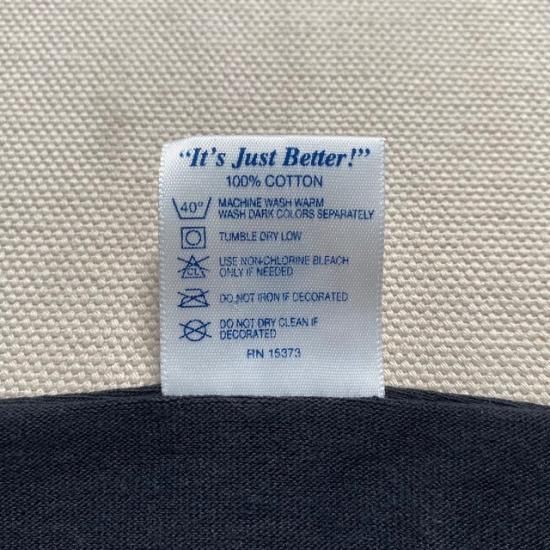 "It's Just Better!"
100% COTTON
40° MACHINE WASH WARM
WASH DARK COLORS SEPARATELY
TUMBLE DRY LOW
CL USE NON-CHLORINE BLEACH
ONLY IF NEEDED
DO NOT IRON IF DECORATED
DO NOT DRY CLEAN IF
DECORATED
RN 15373